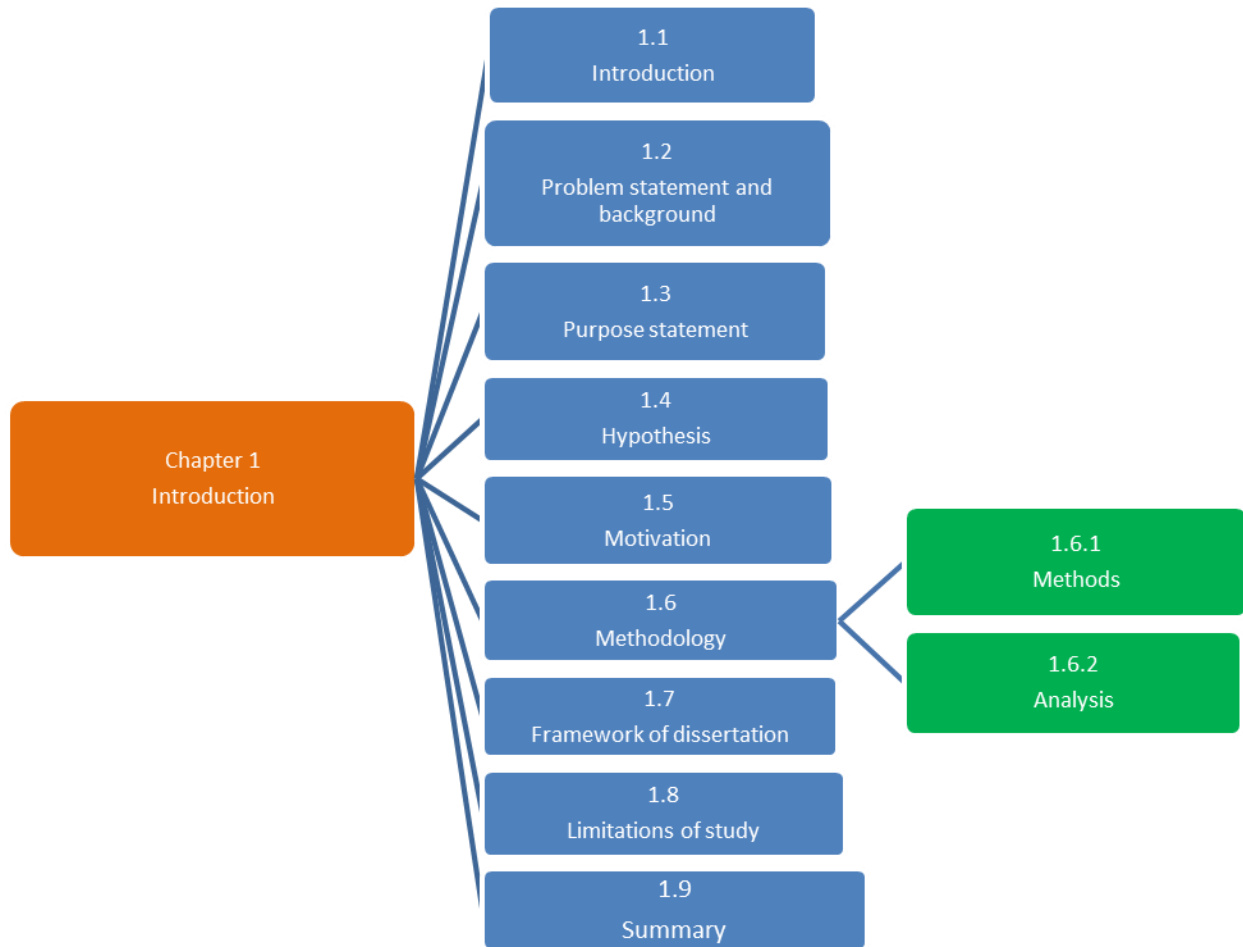 1.1
Introduction
1.2
Problem statement and
background
1.3
Purpose statement
1.4
Hypothesis
Chapter 1
Introduction
1.5
Motivation
1.6
Methodology
1.6.1
Methods
1.6.2
Analysis
1.7
Framework of dissertation
1.8
Limitations of study
1.9
Summary